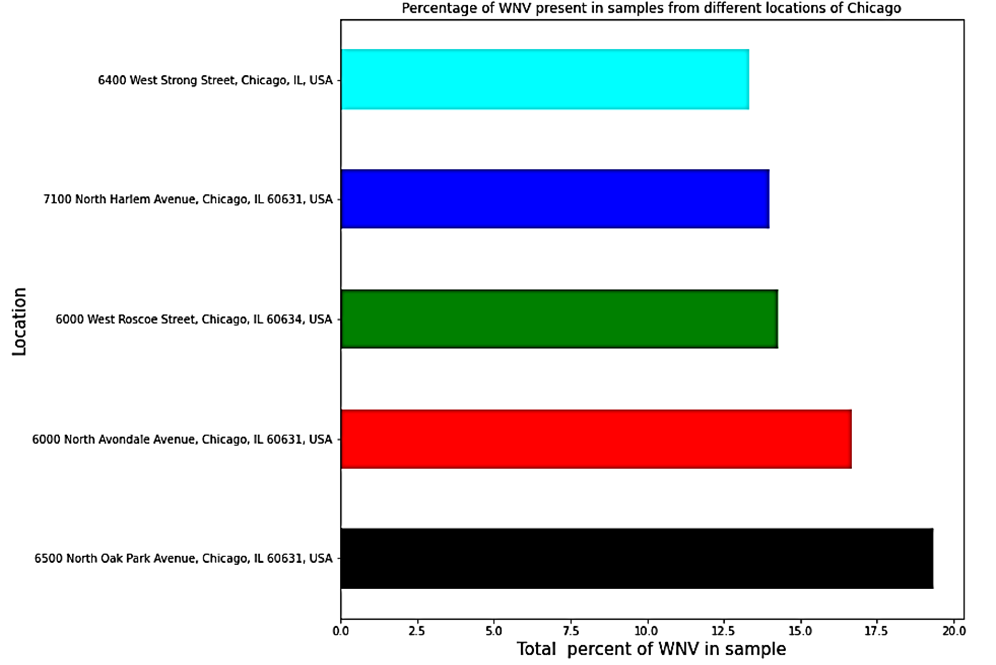 Percentage of WNV present in samples from different locations of Chicago
6400 West Strong Street, Chicago, IL, USA
7100 North Harlem Avenue, Chicago, IL 60631, USA
6000 West Roscoe Street, Chicago, IL 60634, USA
6000 North Avondale Avenue, Chicago, IL 60631, USA
6500 North Oak Park Avenue, Chicago, IL 60631, USA
Location
0.0 2.5 5.0 7.5 10.0 12.5 15.0 17.5 20.0
Total percent of WNV in sample